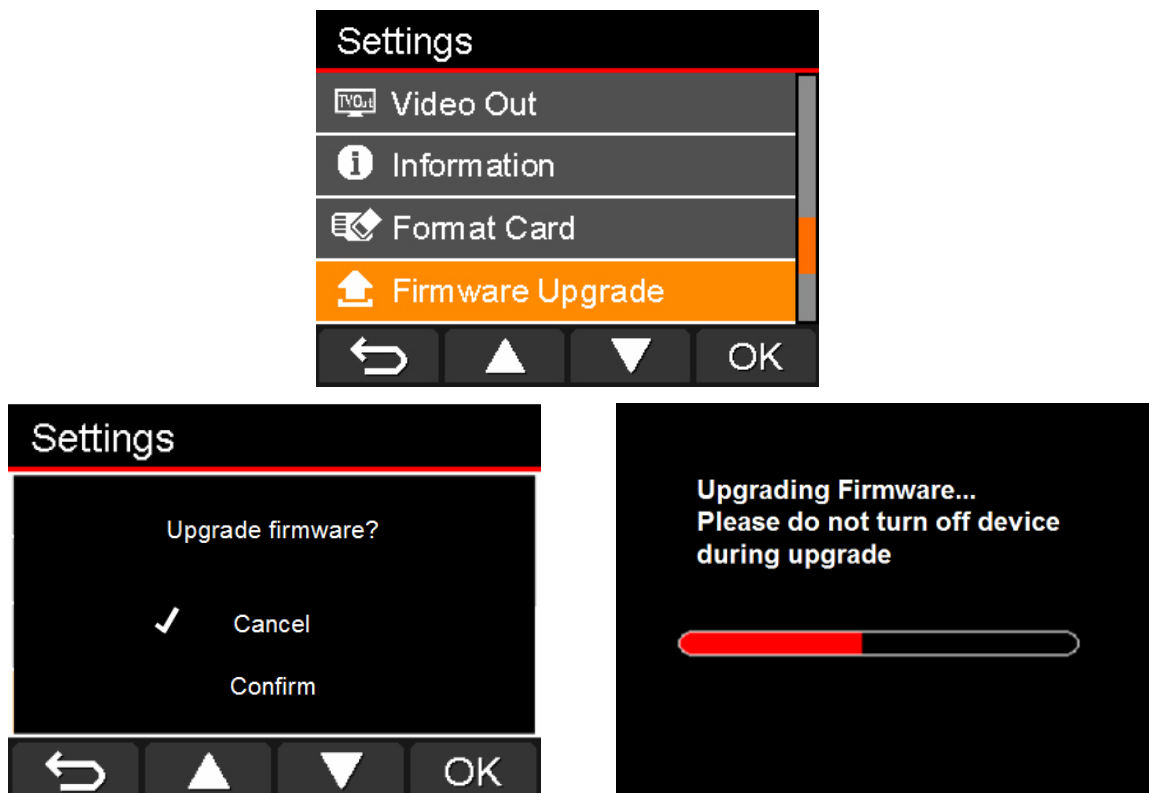 Settings
TVOut Video Out
i Information
Format Card
Firmware Upgrade
OK
Settings
Upgrade firmware?
Cancel
Confirm
OK
Upgrading Firmware...
Please do not turn off device
during upgrade